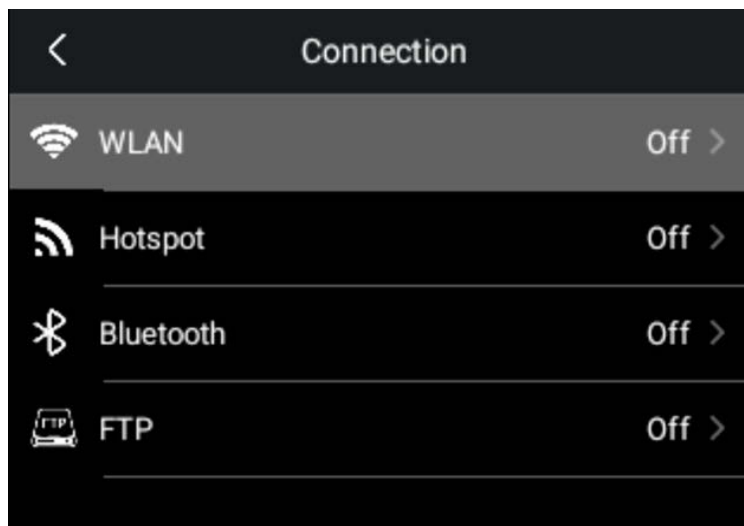 Connection
WLAN Off
Hotspot Off
Bluetooth Off
FTP FTP Off